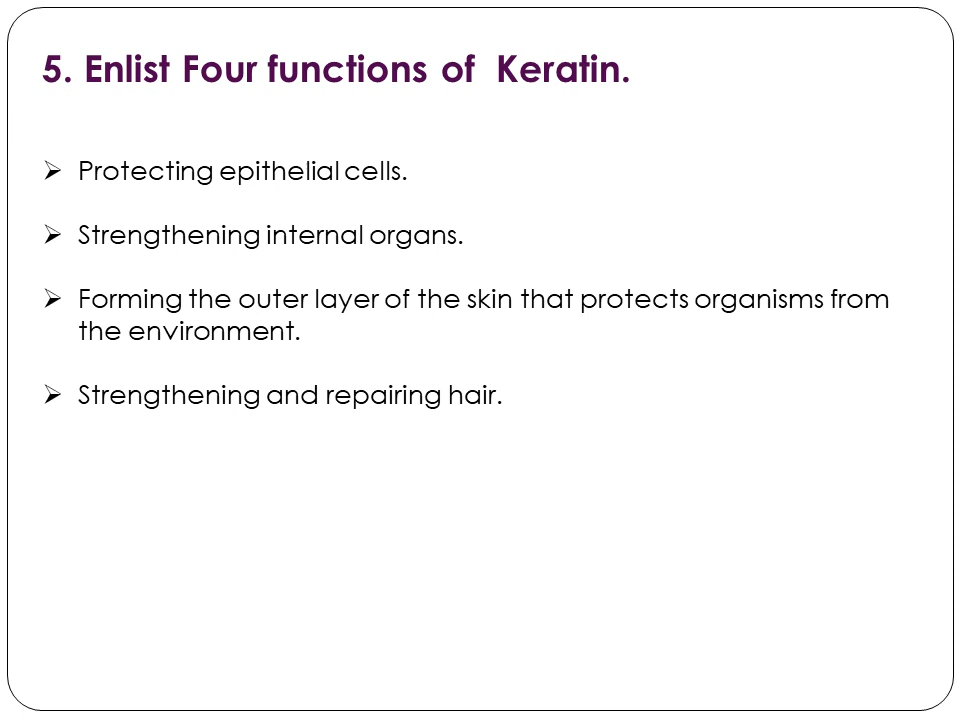 5. Enlist Four functions of  Keratin.
➢ Protecting epithelial cells.
➢ Strengthening internal organs.
➢ Forming the outer layer of the skin that protects organisms from
the environment.
➢ Strengthening and repairing hair.